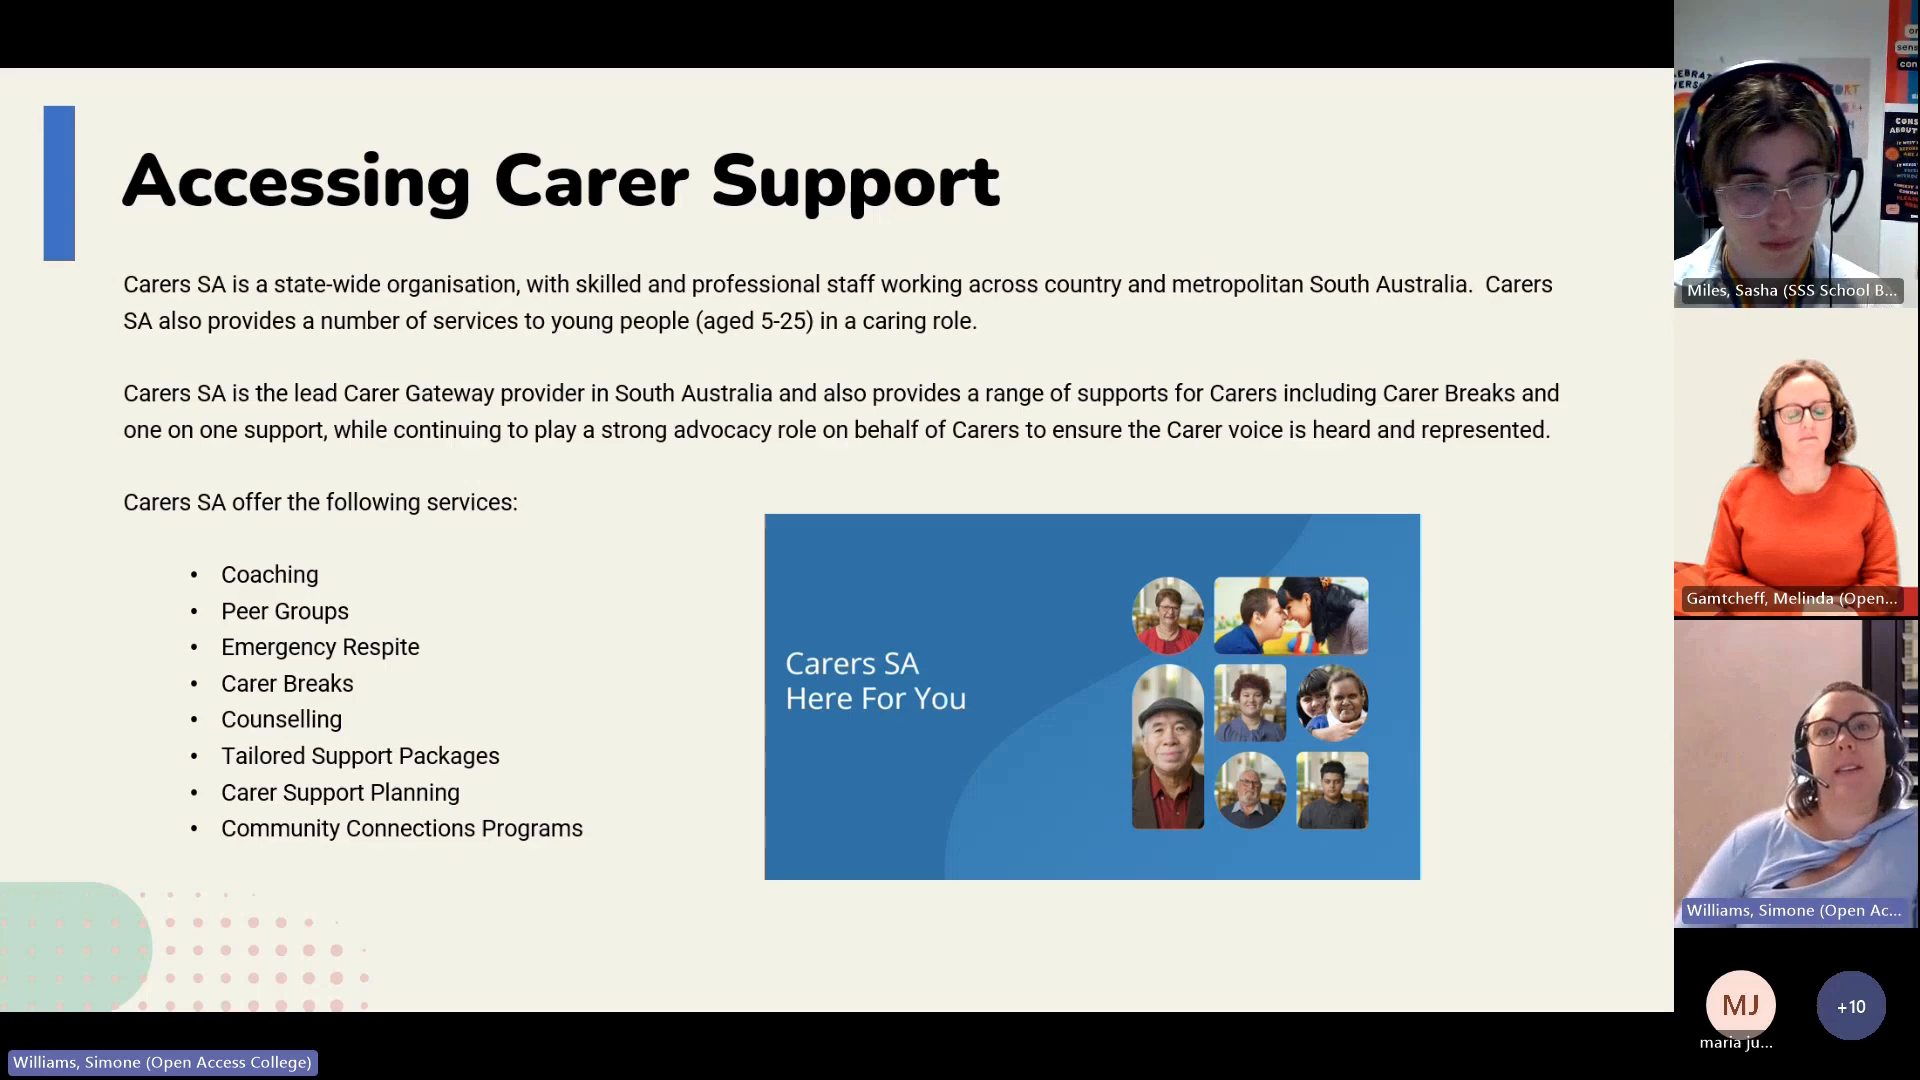 Accessing Carer Support
Carers SA is a state-wide organisation, with skilled and professional staff working across country and metropolitan South Australia.  Carers
SA also provides a number of services to young people (aged 5-25) in a caring role.
Carers SA is the lead Carer Gateway provider in South Australia and also provides a range of supports for Carers including Carer Breaks and
one on one support, while continuing to play a strong advocacy role on behalf of Carers to ensure the Carer voice is heard and represented.
Carers SA offer the following services:
• Coaching
• Peer Groups
• Emergency Respite
• Carer Breaks
• Counselling
• Tailored Support Packages
• Carer Support Planning
• Community Connections Programs
Carers SA
Here For You
Miles, Sasha (SSS School B...
Gamtcheff, Melinda (Open...
Williams, Simone (Open Ac...
MJ
+10
maria ju...
Williams, Simone (Open Access College)